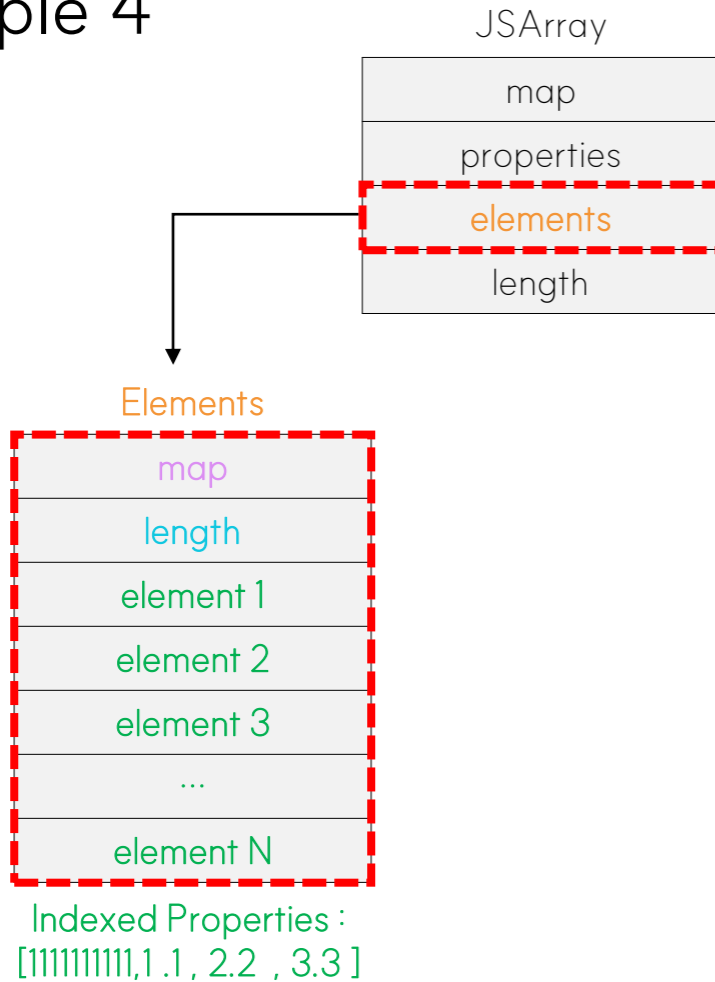 ple 4
JSArray
map
properties
elements
length
Elements
map
length
element 1
element 2
element 3
...
element N
Indexed Properties :
[1111111111,1 .1 , 2.2 , 3.3 ]